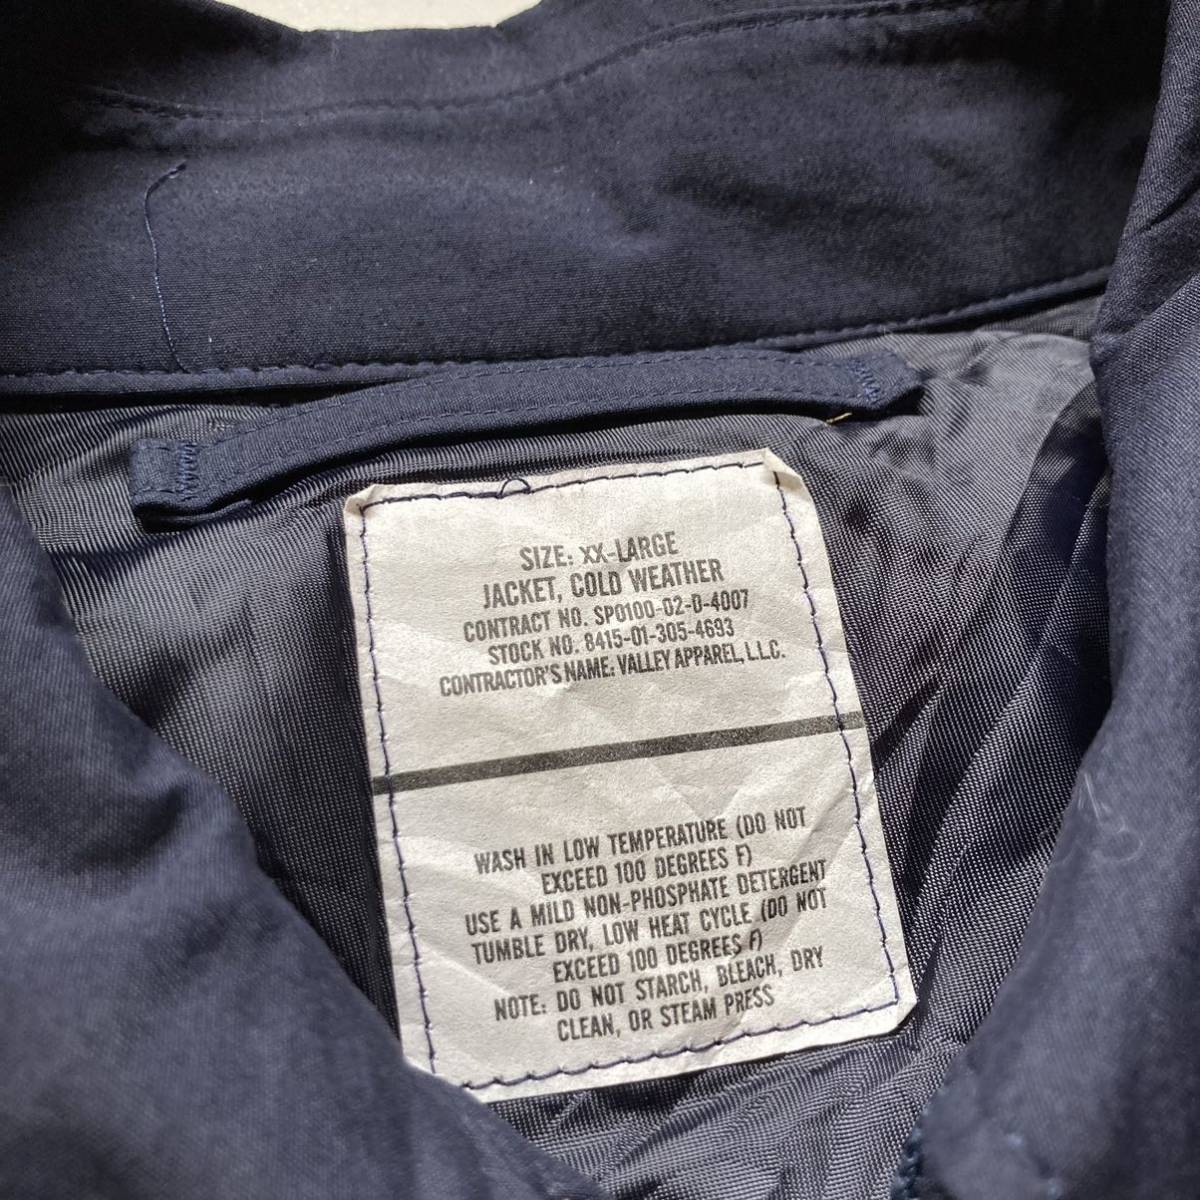 SIZE: XX-LARGE
JACKET, COLD WEATHER
CONTRACT NO. SP0100-02-D-4007
STOCK NO. 8415-01-305-4693
CONTRACTOR'S NAME: VALLEY APPAREL, L.L.C.
WASH IN LOW TEMPERATURE (DO NOT
EXCEED 100 DEGREES F)
USE A MILD NON-PHOSPHATE DETERGENT
TUMBLE DRY, LOW HEAT CYCLE (DO NOT
EXCEED 100 DEGREES F)
NOTE: DO NOT STARCH, BLEACH, DRY
CLEAN, OR STEAM PRESS